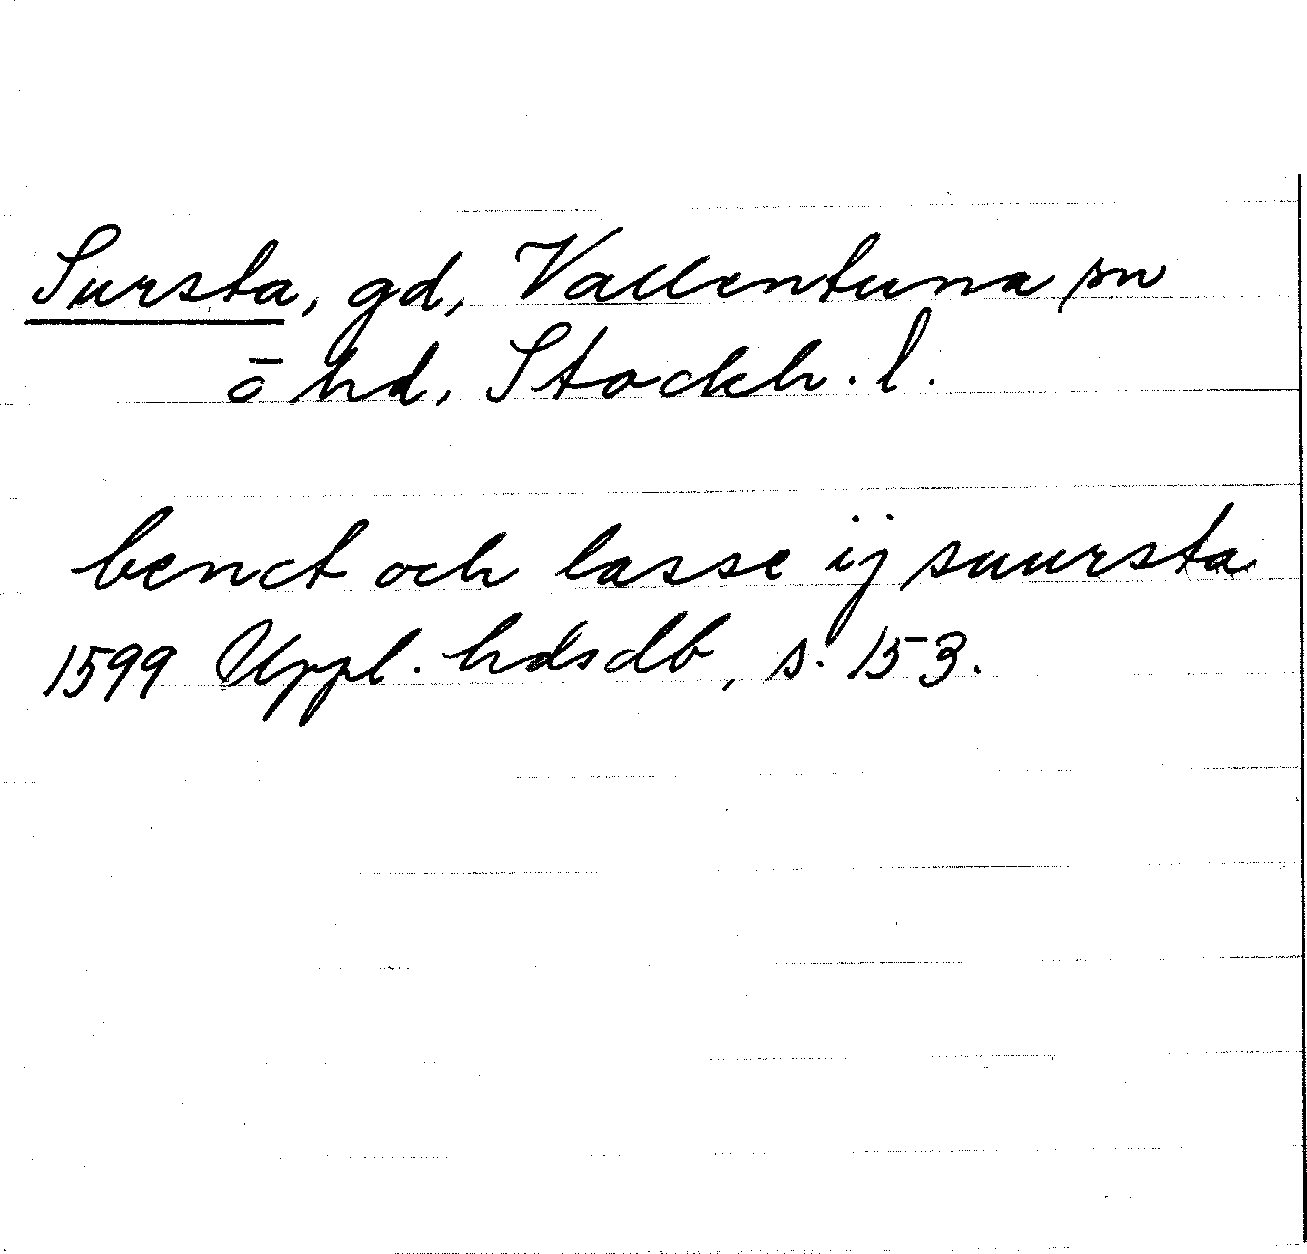 Sursta, gd, Vallentuna sn
ō hd, Stockh. l.
benct och lasse ij suursta
1599 Uppl. hdsdb, s. 153.